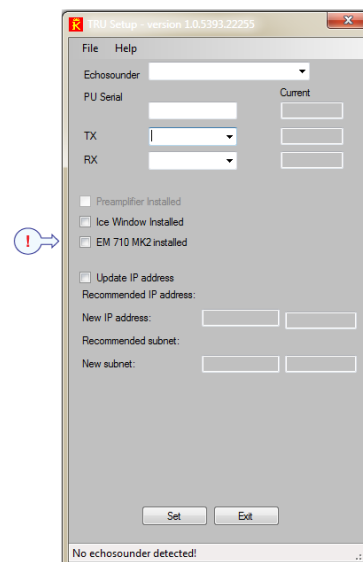 TRU Setup - version 1.0.5393.22255
File Help
Echosounder
PU Serial Current
TX
RX
Preamplifier Installed
Ice Window Installed
! EM 710 MK2 installed
Update IP address
Recommended IP address:
New IP address:
Recommended subnet:
New subnet:
Set Exit
No echosounder detected!